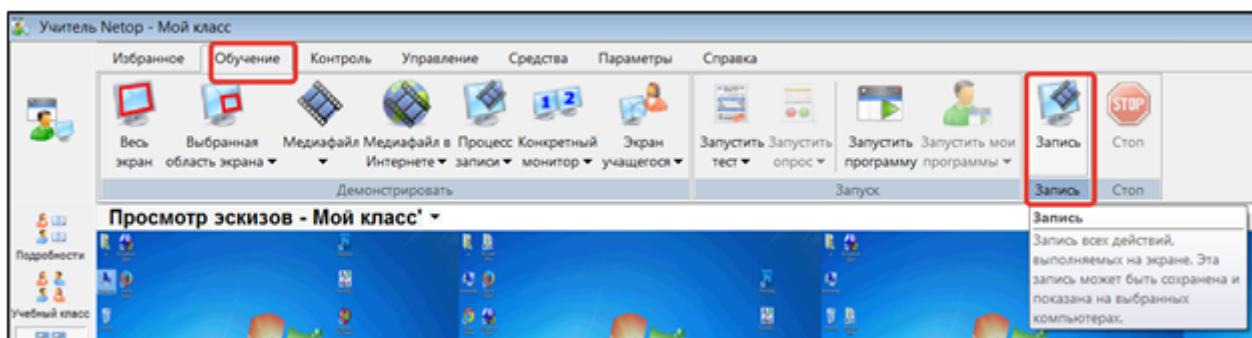 Учитель Netop - Мой класс
Избранное Обучение Контроль Управление Средства Параметры Справка
Весь экран
Выбранная область экрана
Медиафайл
Медиафайл в Интернете
Процесс записи
1 2
Конкретный монитор
Экран учащегося
Запустить тест
Запустить опрос
Запустить программу
Запустить мои программы
Запись
STOP
Стоп
Демонстрировать Запуск Запись Стоп
Просмотр эскизов - Мой класс'
Подробности
Учебный класс
Запись
Запись всех действий,
выполняемых на экране. Эта
запись может быть сохранена и
показана на выбранных
компьютерах.